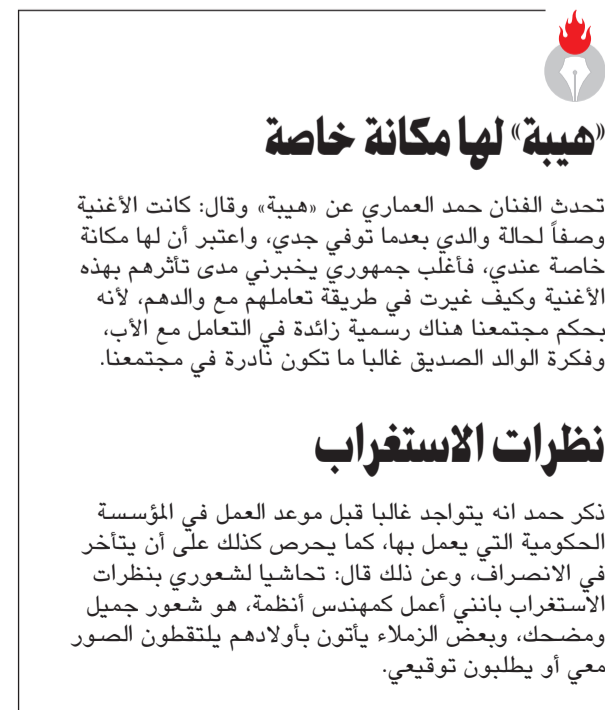 «هيبة» لها مكانة خاصة
تحدث الفنان حمد العماري عن «هيبة» وقال: كانت الأغنية
وصفاً لحالة والدي بعدما توفي جدي، واعتبر أن لها مكانة
خاصة عندي، فأغلب جمهوري يخبرني مدى تأثرهم بهذه
الأغنية وكيف غيرت في طريقة تعاملهم مع والدهم، لأنه
بحكم مجتمعنا هناك رسمية زائدة في التعامل مع الأب،
وفكرة الوالد الصديق غالبا ما تكون نادرة في مجتمعنا.
نظرات الاستغراب
ذكر حمد انه يتواجد غالبا قبل موعد العمل في المؤسسة
الحكومية التي يعمل بها، كما يحرص كذلك على أن يتأخر
في الانصراف، وعن ذلك قال: تحاشيا لشعوري بنظرات
الاستغراب بانني أعمل كمهندس أنظمة، هو شعور جميل
ومضحك، وبعض الزملاء يأتون بأولادهم يلتقطون الصور
معي أو يطلبون توقيعي.